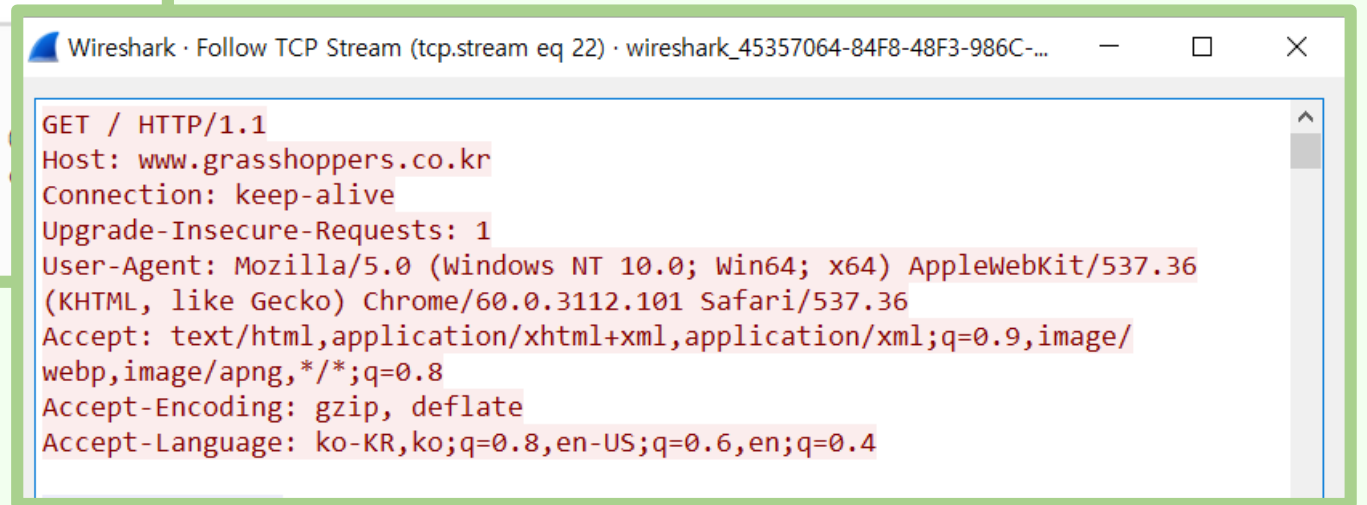 Wireshark · Follow TCP Stream (tcp.stream eq 22) · wireshark_45357064-84F8-48F3-986C-...
GET / HTTP/1.1
Host: www.grasshoppers.co.kr
Connection: keep-alive
Upgrade-Insecure-Requests: 1
User-Agent: Mozilla/5.0 (Windows NT 10.0; Win64; x64) AppleWebKit/537.36
(KHTML, like Gecko) Chrome/60.0.3112.101 Safari/537.36
Accept: text/html,application/xhtml+xml,application/xml;q=0.9,image/
webp,image/apng,*/*;q=0.8
Accept-Encoding: gzip, deflate
Accept-Language: ko-KR,ko;q=0.8,en-US;q=0.6,en;q=0.4